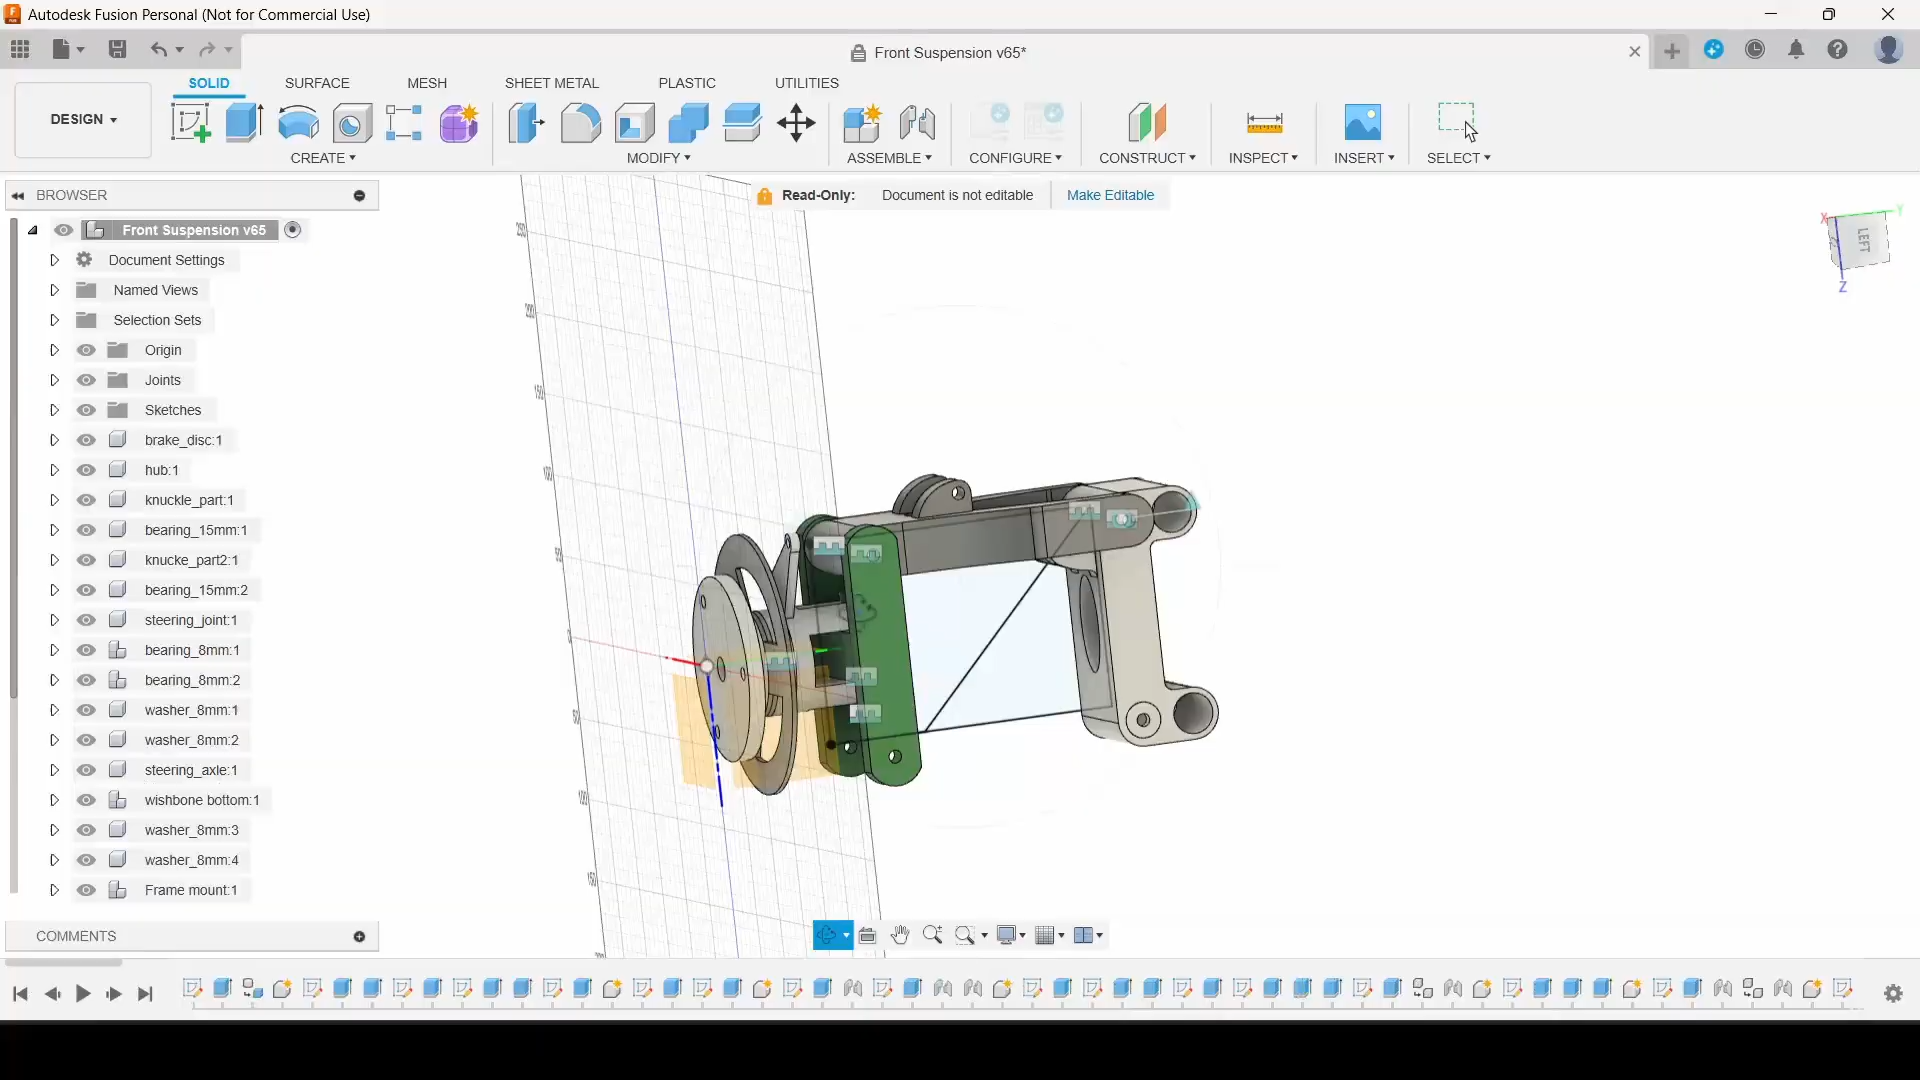 Autodesk Fusion Personal (Not for Commercial Use)
Front Suspension v65*
DESIGN
SOLID
SURFACE
MESH
SHEET METAL
PLASTIC
UTILITIES
CREATE
MODIFY
ASSEMBLE
CONFIGURE
CONSTRUCT
INSPECT
INSERT
SELECT
BROWSER
Read-Only: Document is not editable Make Editable
Front Suspension v65
Document Settings
Named Views
Selection Sets
Origin
Joints
Sketches
brake_disc:1
hub:1
knuckle_part:1
bearing_15mm:1
knucke_part2:1
bearing_15mm:2
steering_joint:1
bearing_8mm:1
bearing_8mm:2
washer_8mm:1
washer_8mm:2
steering_axle:1
wishbone bottom:1
washer_8mm:3
washer_8mm:4
Frame mount:1
COMMENTS
X
Y
LEFT
Z